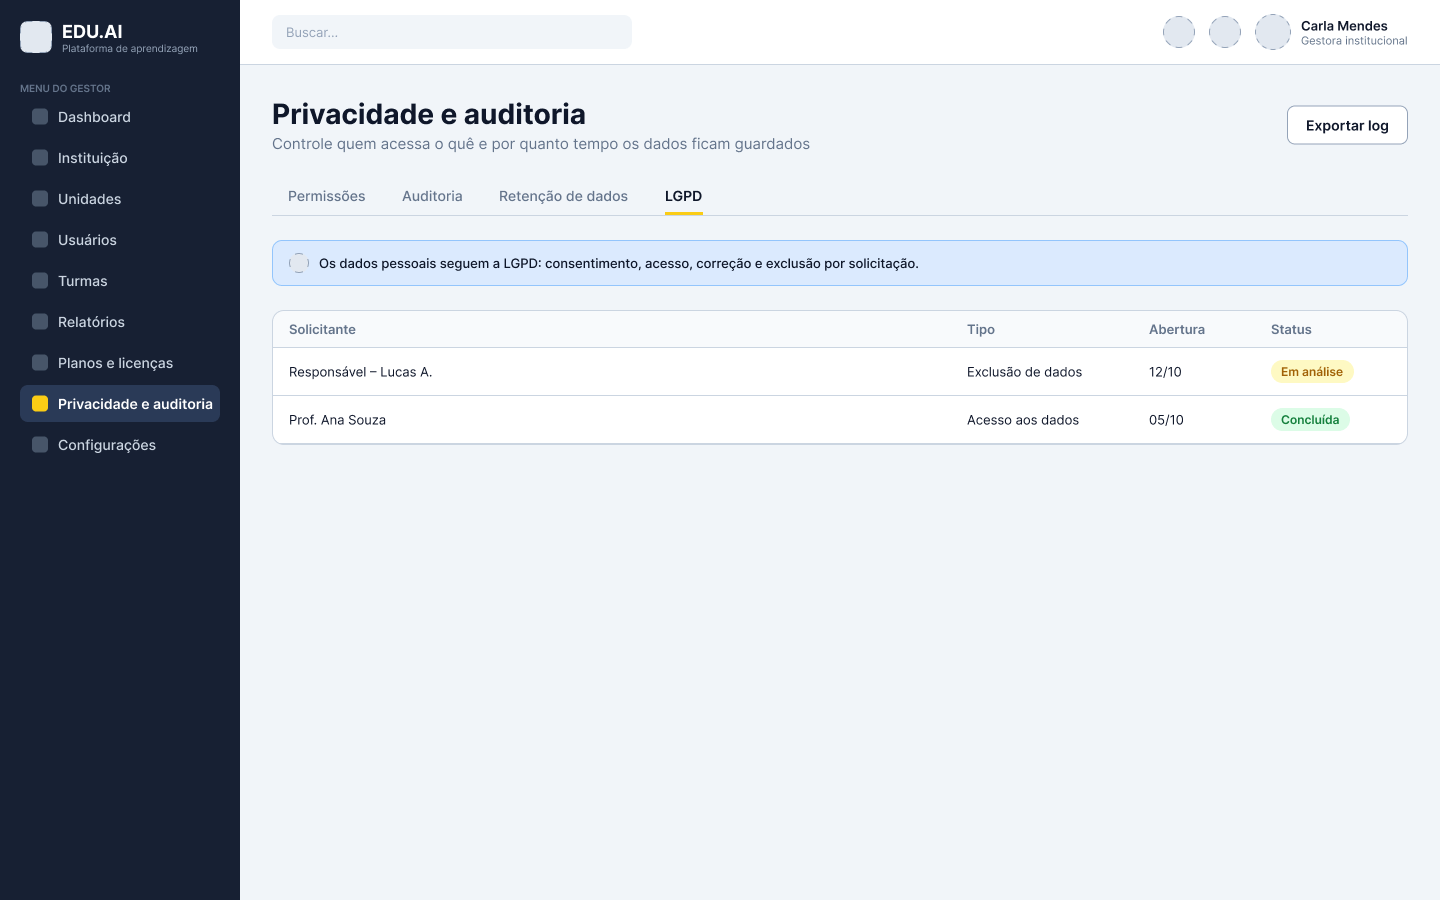 EDU.AI
Plataforma de aprendizagem
MENU DO GESTOR
Dashboard
Instituição
Unidades
Usuários
Turmas
Relatórios
Planos e licenças
Privacidade e auditoria
Configurações
Buscar...
Carla Mendes
Gestora institucional
Privacidade e auditoria
Controle quem acessa o quê e por quanto tempo os dados ficam guardados
Exportar log
Permissões Auditoria Retenção de dados LGPD
Os dados pessoais seguem a LGPD: consentimento, acesso, correção e exclusão por solicitação.
Solicitante Tipo Abertura Status
Responsável – Lucas A. Exclusão de dados 12/10 Em análise
Prof. Ana Souza Acesso aos dados 05/10 Concluída